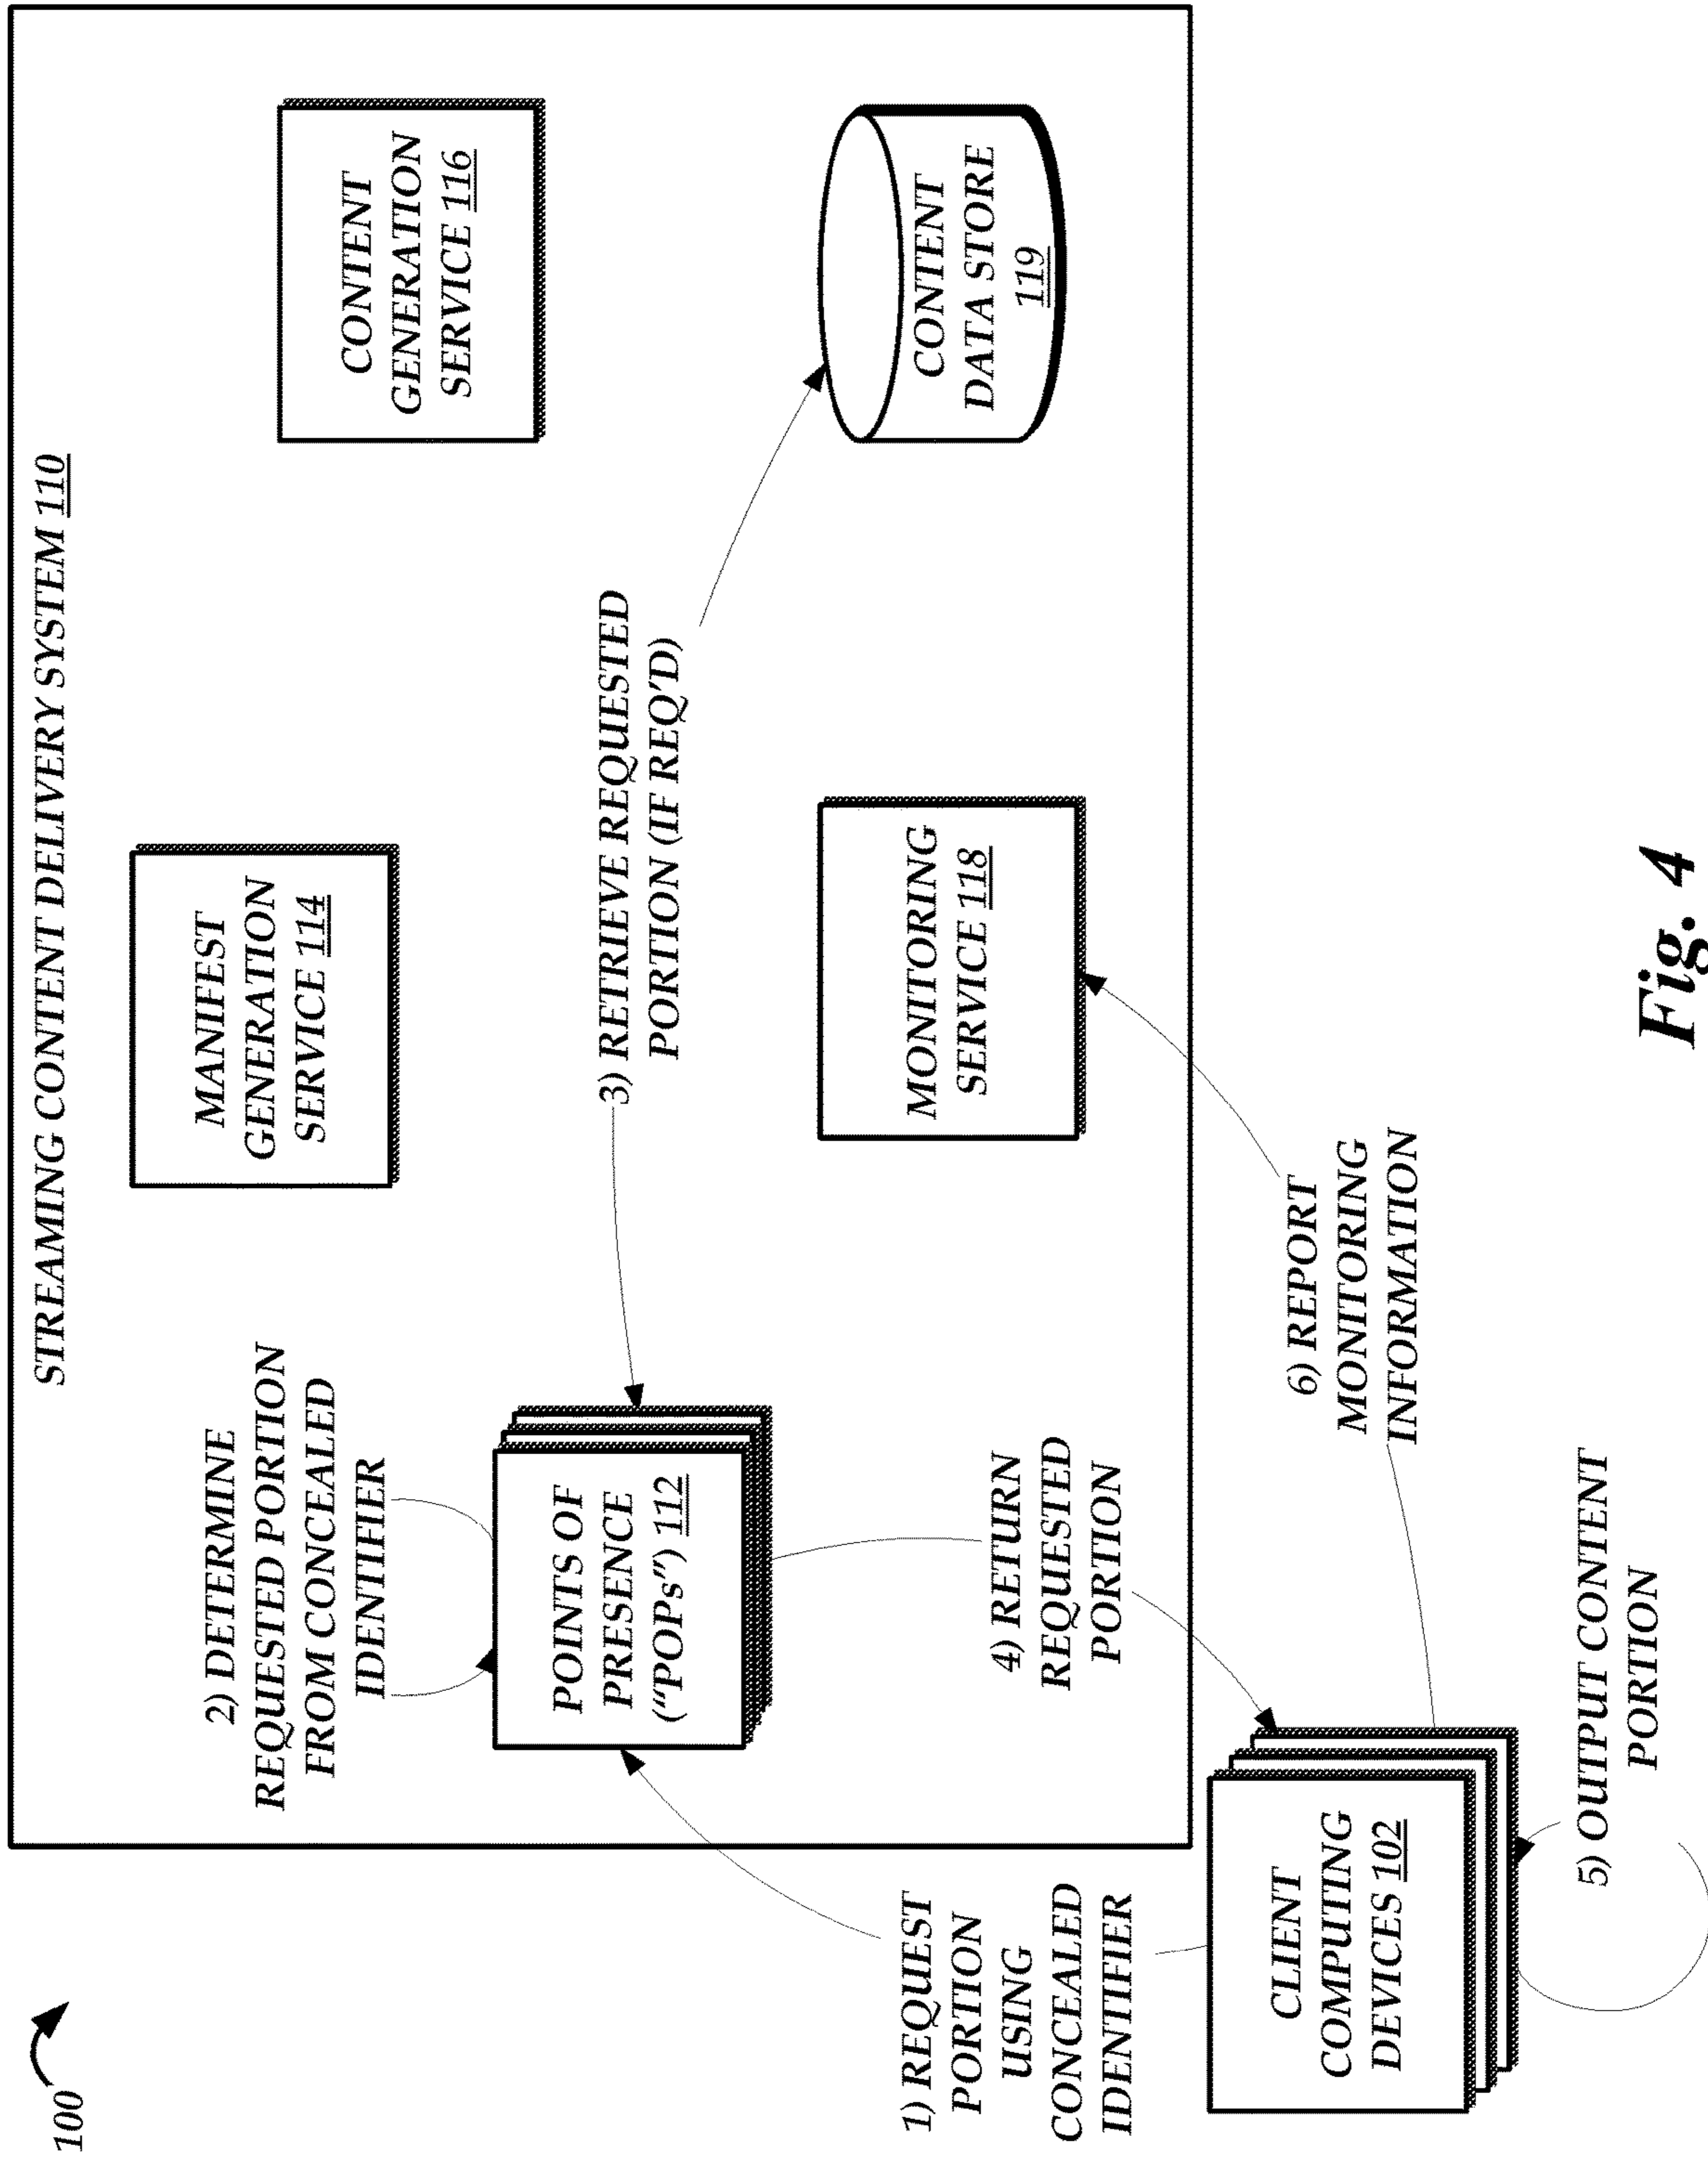 100
STREAMING CONTENT DELIVERY SYSTEM 110
MANIFEST
GENERATION
SERVICE 114
CONTENT
GENERATION
SERVICE 116
2) DETERMINE
REQUESTED PORTION
FROM CONCEALED
IDENTIFIER
3) RETRIEVE REQUESTED
PORTION (IF REQ'D)
POINTS OF
PRESENCE
("POPs") 112
MONITORING
SERVICE 118
CONTENT
DATA STORE
119
1) REQUEST
PORTION
USING
CONCEALED
IDENTIFIER
4) RETURN
REQUESTED
PORTION
CLIENT
COMPUTING
DEVICES 102
6) REPORT
MONITORING
INFORMATION
5) OUTPUT CONTENT
PORTION
Fig. 4